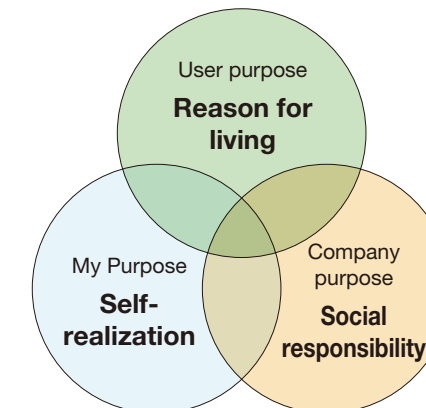 User purpose
Reason for
living
My Purpose
Self-
realization
Company
purpose
Social
responsibility